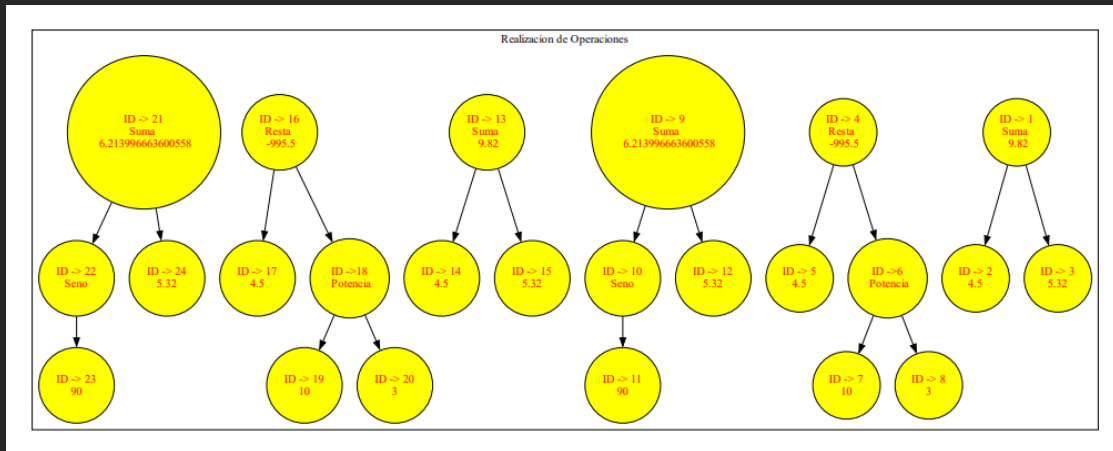 Realizacion de Operaciones
ID -> 21
Suma
6.213996663600558
ID -> 16
Resta
-995.5
ID -> 13
Suma
9.82
ID -> 9
Suma
6.213996663600558
ID -> 4
Resta
-995.5
ID -> 1
Suma
9.82
ID -> 22
Seno
ID -> 24
5.32
ID -> 17
4.5
ID ->18
Potencia
ID -> 14
4.5
ID -> 15
5.32
ID -> 10
Seno
ID -> 12
5.32
ID -> 5
4.5
ID ->6
Potencia
ID -> 2
4.5
ID -> 3
5.32
ID -> 23
90
ID -> 19
10
ID -> 20
3
ID -> 11
90
ID -> 7
10
ID -> 8
3